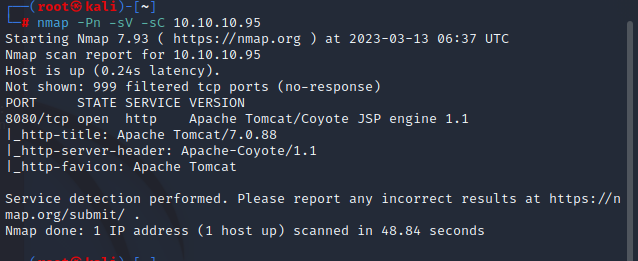 ┌──(root㉿kali)-[~]
└─# nmap -Pn -sV -sC 10.10.10.95
Starting Nmap 7.93 ( https://nmap.org ) at 2023-03-13 06:37 UTC
Nmap scan report for 10.10.10.95
Host is up (0.24s latency).
Not shown: 999 filtered tcp ports (no-response)
PORT     STATE SERVICE VERSION
8080/tcp open  http    Apache Tomcat/Coyote JSP engine 1.1
|_http-title: Apache Tomcat/7.0.88
|_http-server-header: Apache-Coyote/1.1
|_http-favicon: Apache Tomcat
Service detection performed. Please report any incorrect results at https://n
map.org/submit/ .
Nmap done: 1 IP address (1 host up) scanned in 48.84 seconds